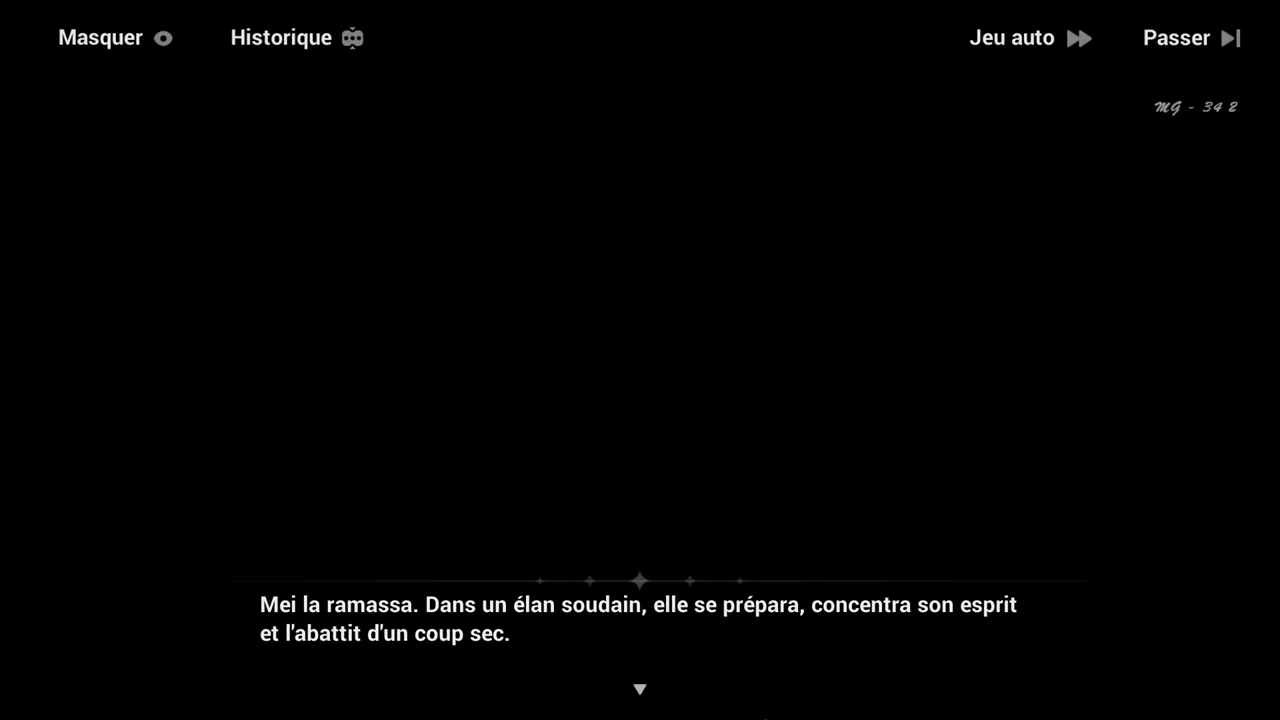 Masquer
Historique
Jeu auto
Passer
MG - 34 2
Mei la ramassa. Dans un élan soudain, elle se prépara, concentra son esprit
et l'abattit d'un coup sec.